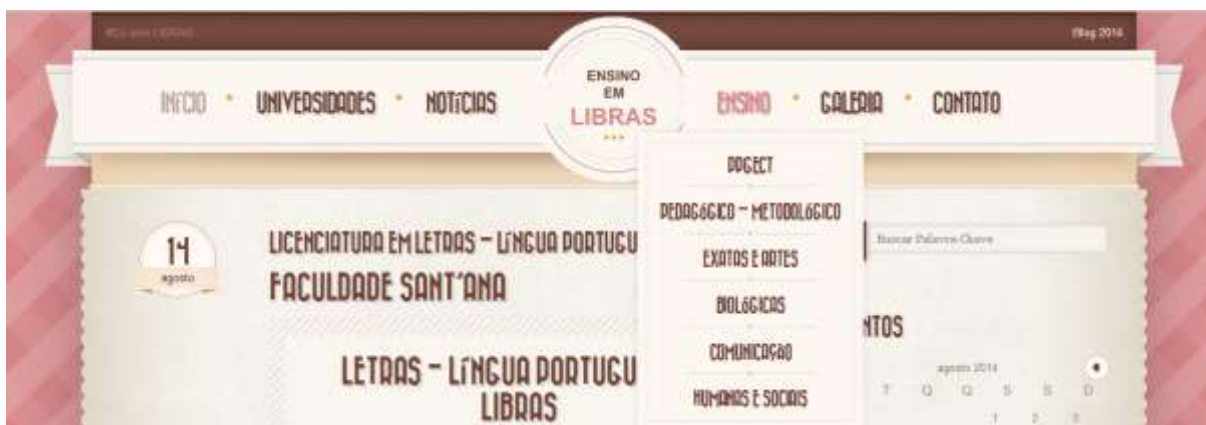 Blog 2014
INÍCIO • UNIVERSIDADES • NOTÍCIAS
ENSINO
EM
LIBRAS
ENSINO • GALERIA • CONTATO
PPGECT
PEDAGÓGICO – METODOLÓGICO
EXATAS E ARTES
BIOLÓGICAS
COMUNICAÇÃO
HUMANAS E SOCIAIS
14
agosto
LICENCIATURA EM LETRAS – LÍNGUA PORTUGU
FACULDADE SANT´ANA
LETRAS – LÍNGUA PORTUGU
LIBRAS
Buscar Palavra-Chave
NTOS
agosto 2014
T Q Q S S D
1 2 3